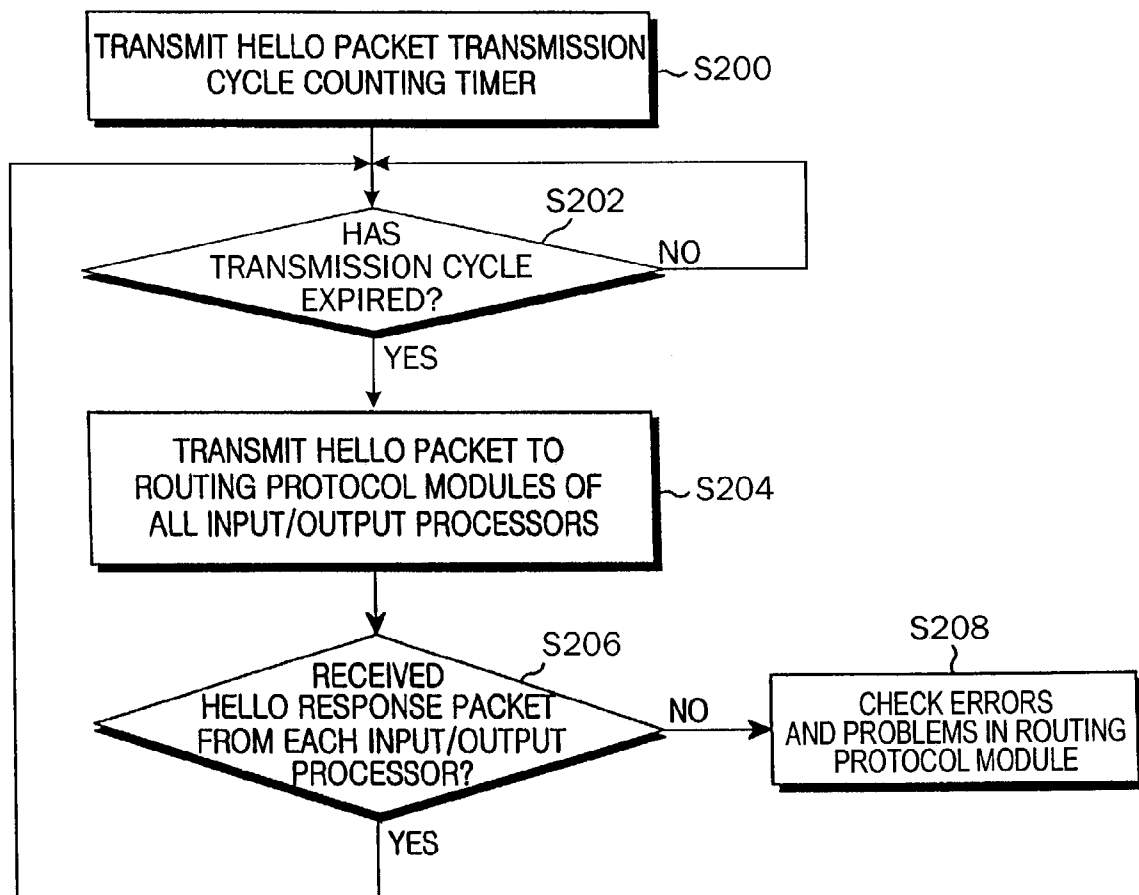 TRANSMIT HELLO PACKET TRANSMISSION
CYCLE COUNTING TIMER
S200
S202
HAS
TRANSMISSION CYCLE
EXPIRED?
NO
YES
TRANSMIT HELLO PACKET TO
ROUTING PROTOCOL MODULES OF
ALL INPUT/OUTPUT PROCESSORS
S204
S206
RECEIVED
HELLO RESPONSE PACKET
FROM EACH INPUT/OUTPUT
PROCESSOR?
NO
S208
CHECK ERRORS
AND PROBLEMS IN ROUTING
PROTOCOL MODULE
YES